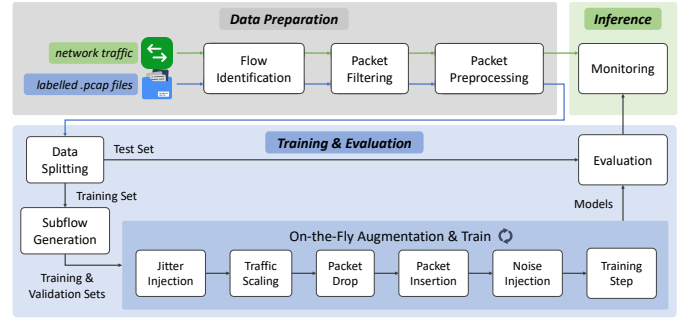 Data Preparation
Inference
network traffic
labelled .pcap files
Flow
Identification
Packet
Filtering
Packet
Preprocessing
Monitoring
Training & Evaluation
Data
Splitting
Test Set
Evaluation
Training Set
Models
Subflow
Generation
On-the-Fly Augmentation & Train
Training &
Validation Sets
Jitter
Injection
Traffic
Scaling
Packet
Drop
Packet
Insertion
Noise
Injection
Training
Step